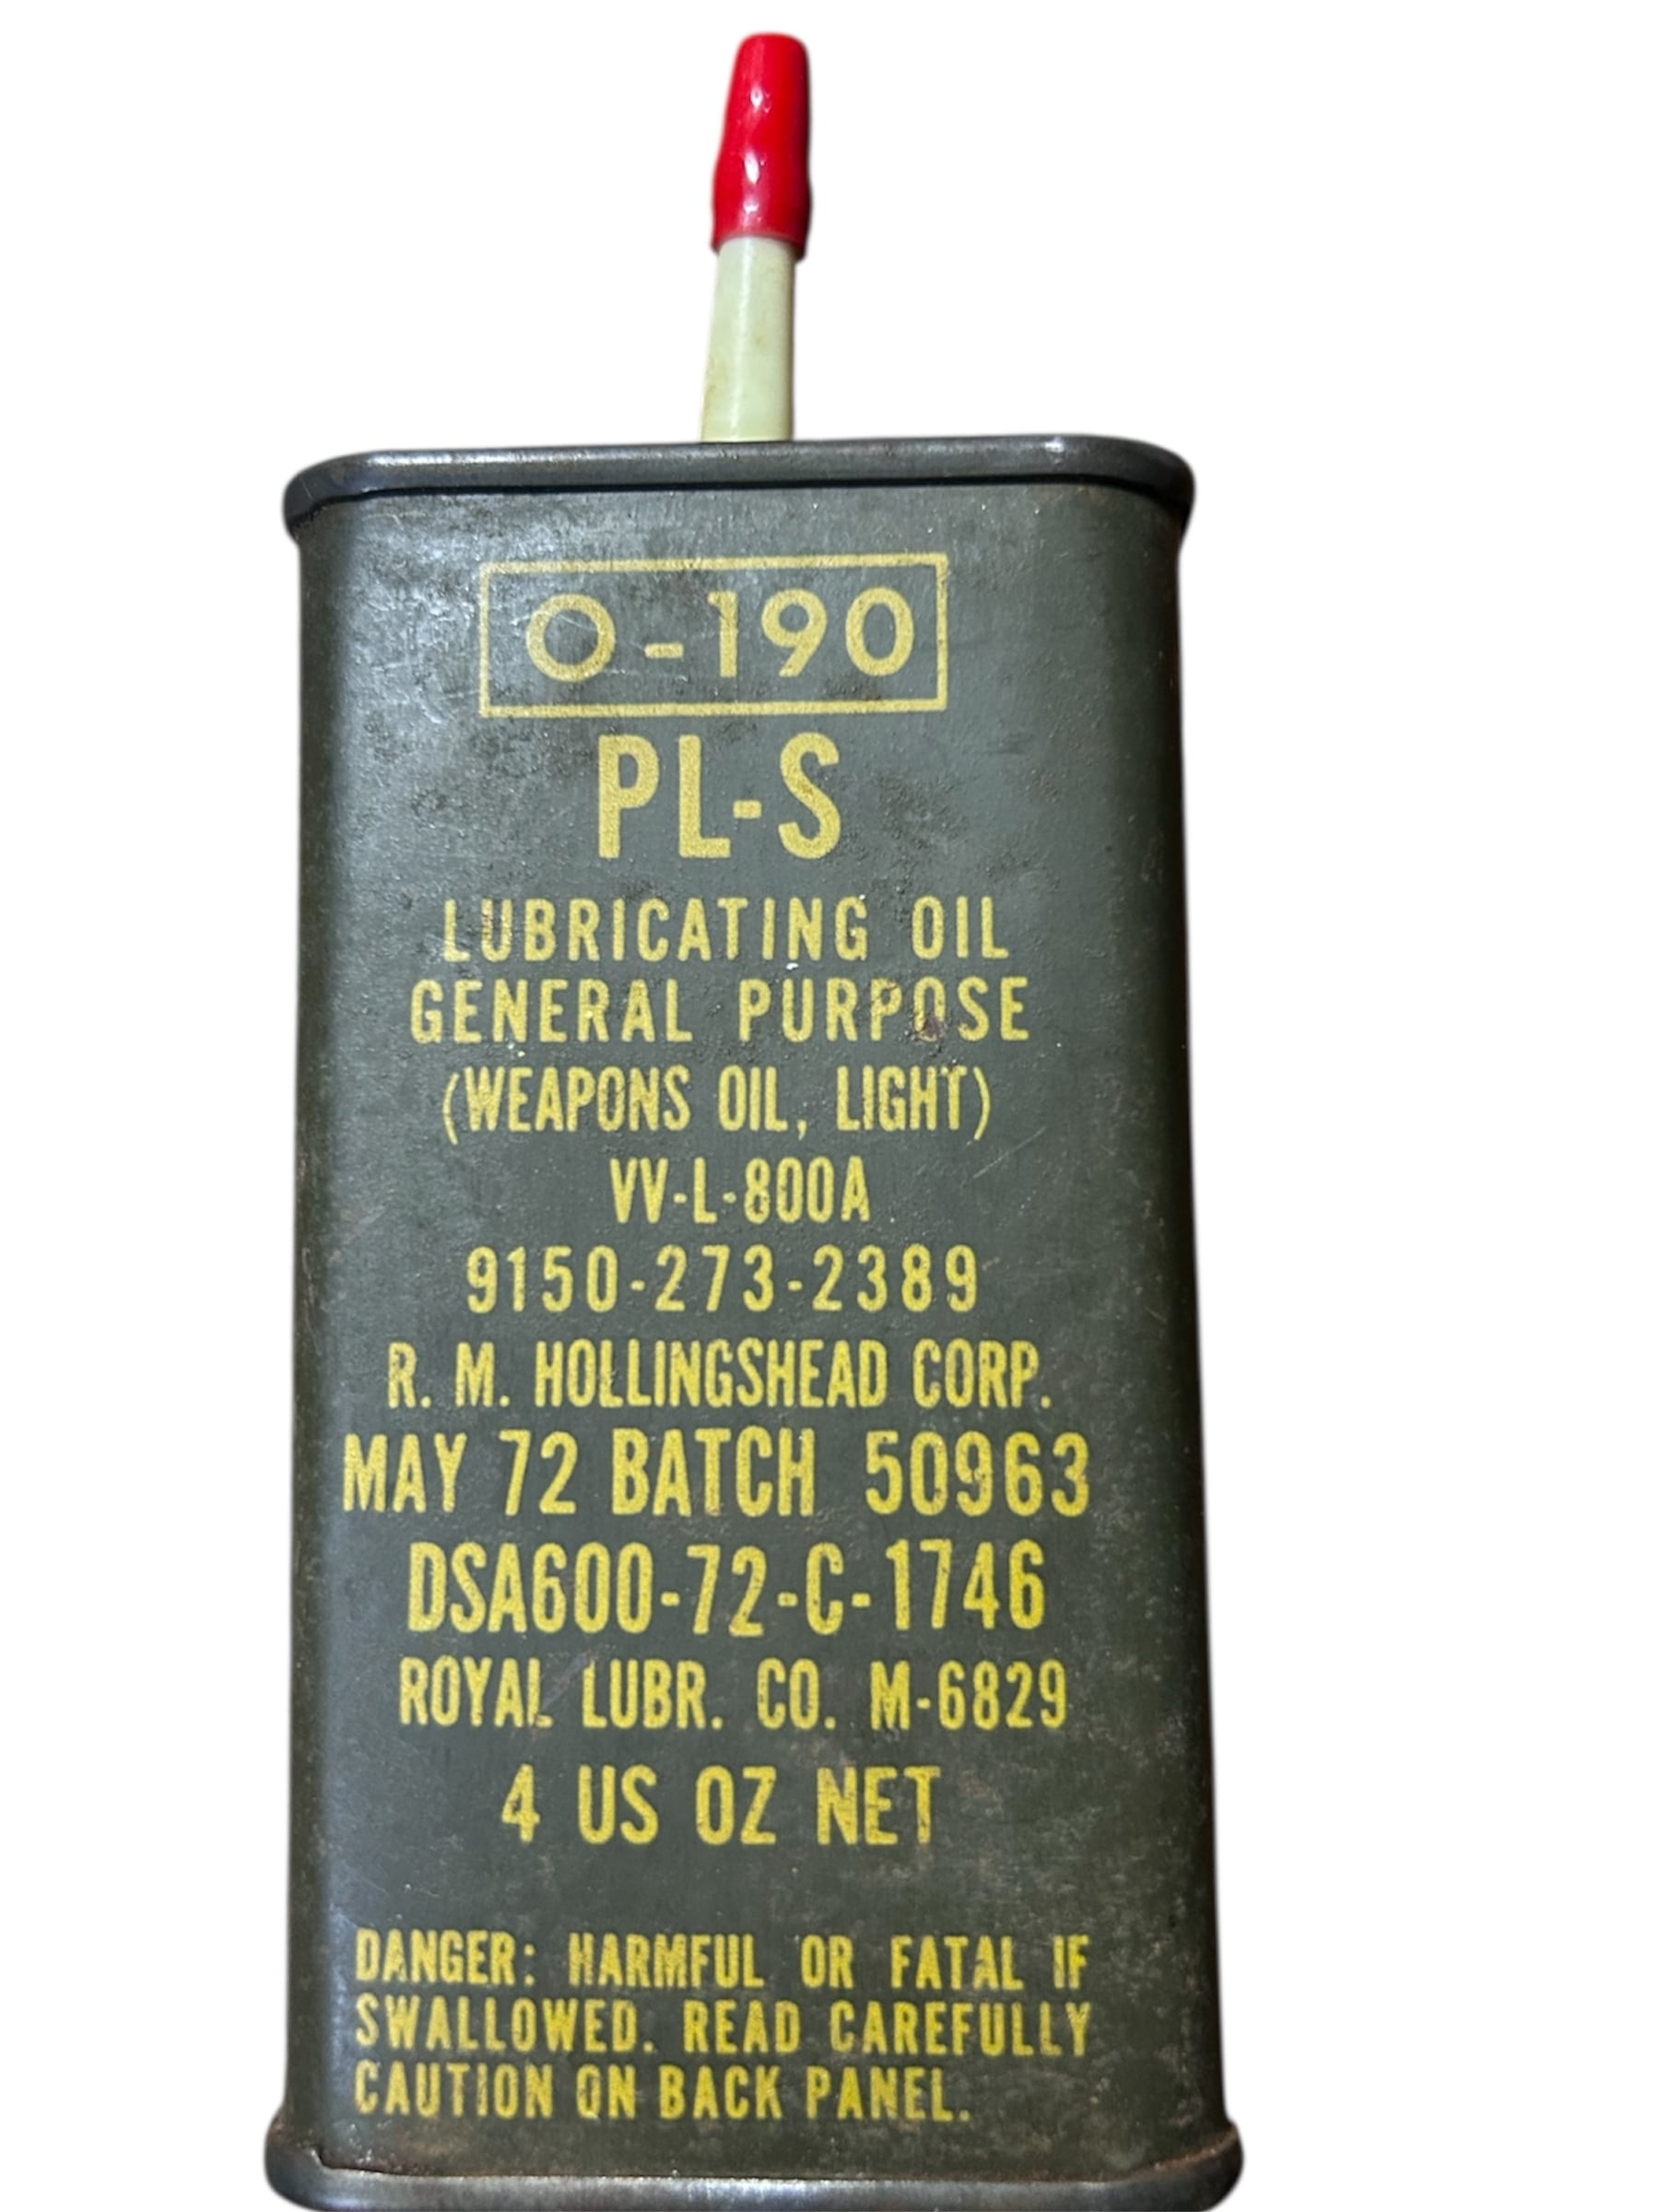 O-190
PL-S
LUBRICATING OIL
GENERAL PURPOSE
(WEAPONS OIL, LIGHT)
VV-L-800A
9150-273-2389
R. M. HOLLINGSHEAD CORP.
MAY 72 BATCH 50963
DSA600-72-C-1746
ROYAL LUBR. CO. M-6829
4 US OZ NET
DANGER: HARMFUL OR FATAL IF
SWALLOWED. READ CAREFULLY
CAUTION ON BACK PANEL.